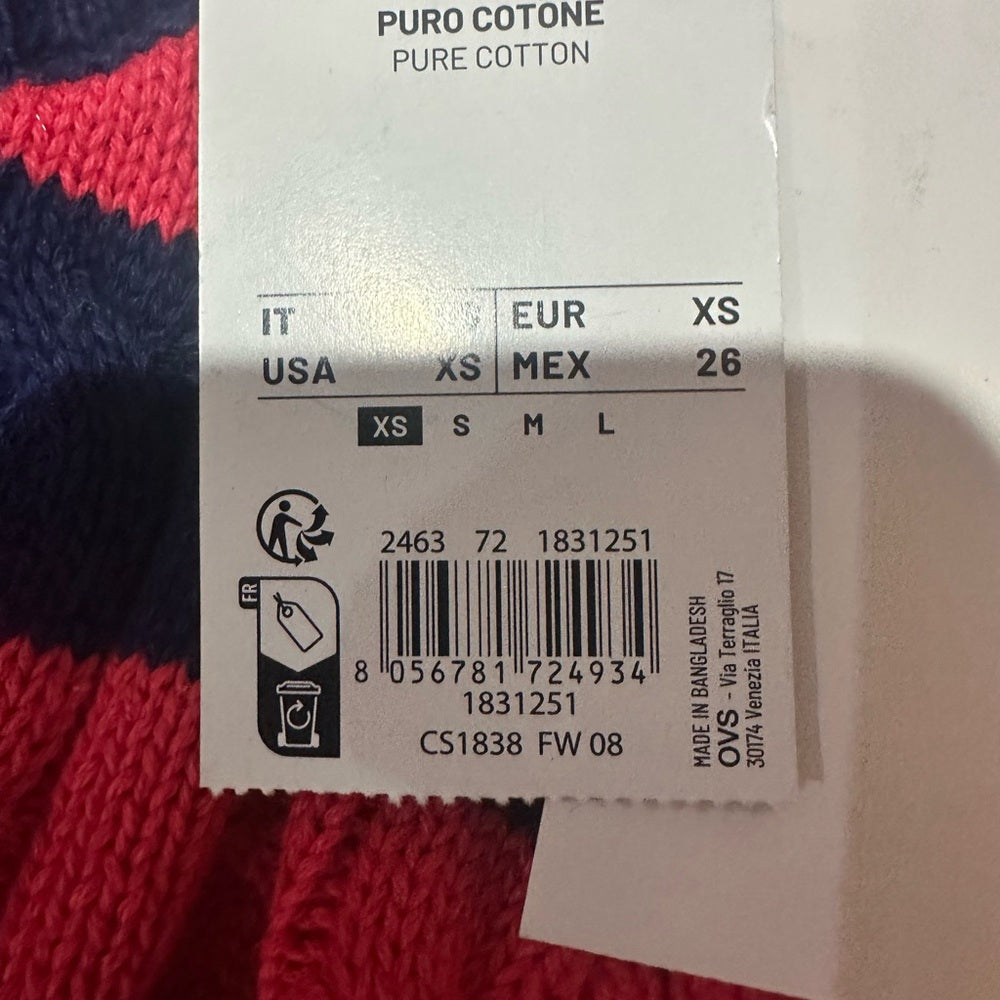 PURO COTONE
PURE COTTON
IT EUR XS
USA XS MEX 26
XS S M L
2463 72 1831251
FR
8 056781 724934
1831251
CS1838 FW 08
MADE IN BANGLADESH
OVS - Via Terraglio 17
30174 Venezia ITALIA